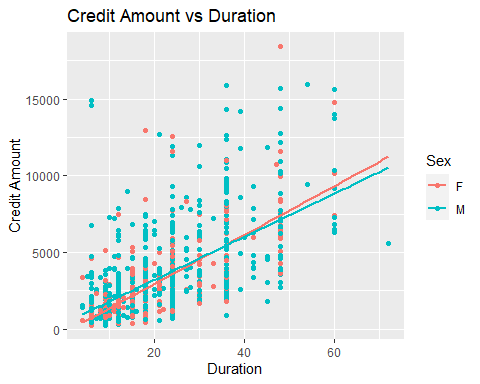 Credit Amount vs Duration
15000
10000
5000
0
Credit Amount
20
40
60
Duration
Sex
F
M